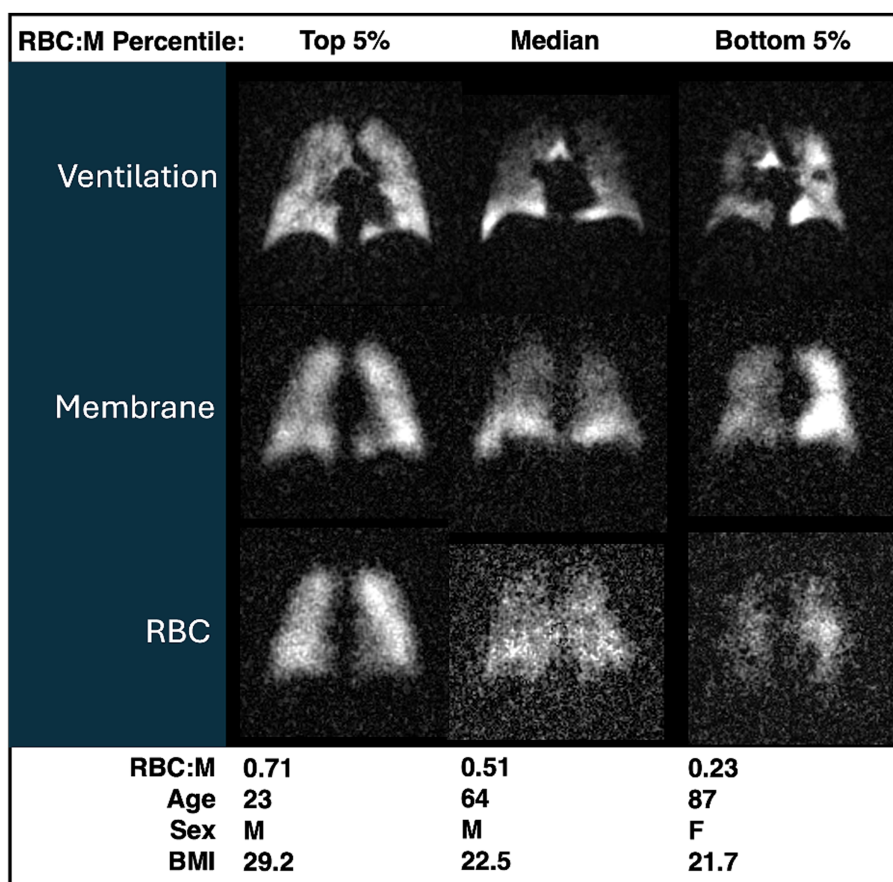 RBC:M Percentile: Top 5% Median Bottom 5%
Ventilation
Membrane
RBC
RBC:M 0.71 0.51 0.23
Age 23 64 87
Sex M M F
BMI 29.2 22.5 21.7